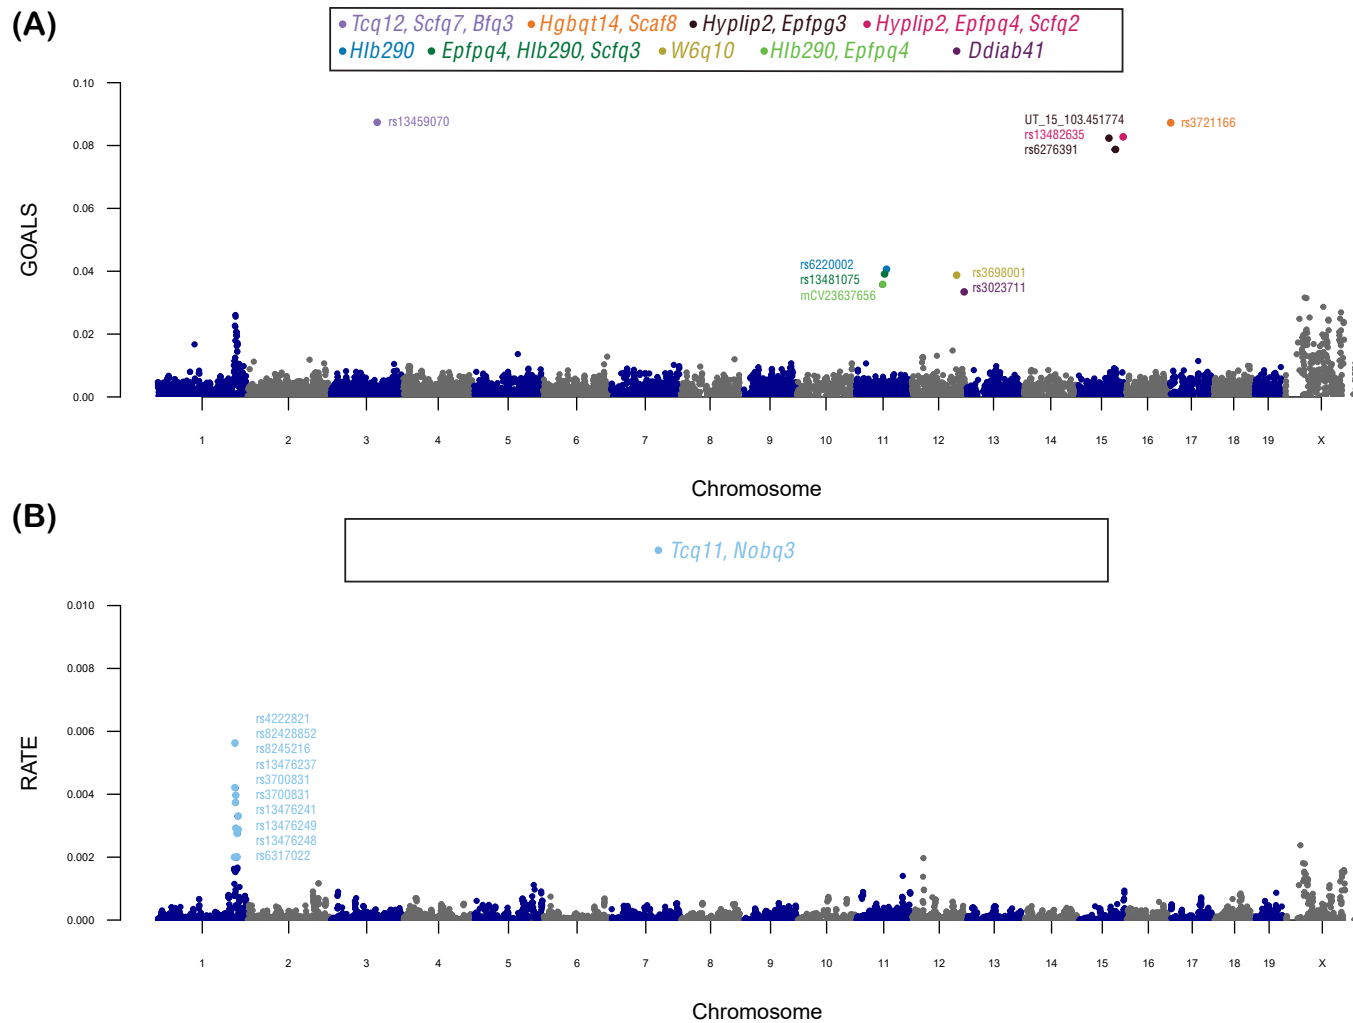 (A)
Tcq12, Scfq7, Bfq3 Hgbqt14, Scaf8 Hyplip2, Epfpg3 Hyplip2, Epfpq4, Scfq2
Hlb290 Epfpq4, Hlb290, Scfq3 W6q10 Hlb290, Epfpq4 Ddiab41
GOALS
0.10
0.08
0.06
0.04
0.02
0.00
rs13459070
UT_15_103.451774
rs13482635
rs6276391
rs3721166
rs6220002
rs13481075
mCV23637656
rs3698001
rs3023711
1 2 3 4 5 6 7 8 9 10 11 12 13 14 15 16 17 18 19 X
Chromosome
(B)
Tcq11, Nobq3
RATE
0.010
0.008
0.006
0.004
0.002
0.000
rs4222821
rs82428852
rs8245216
rs13476237
rs3700831
rs3700831
rs13476241
rs13476249
rs13476248
rs6317022
1 2 3 4 5 6 7 8 9 10 11 12 13 14 15 16 17 18 19 X
Chromosome